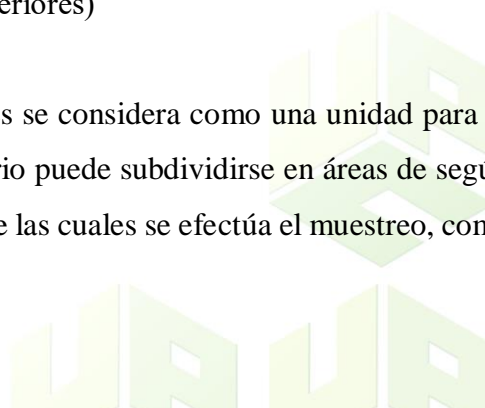 eriores)
s se considera como una unidad para
rio puede subdividirse en áreas de segú
e las cuales se efectúa el muestreo, con